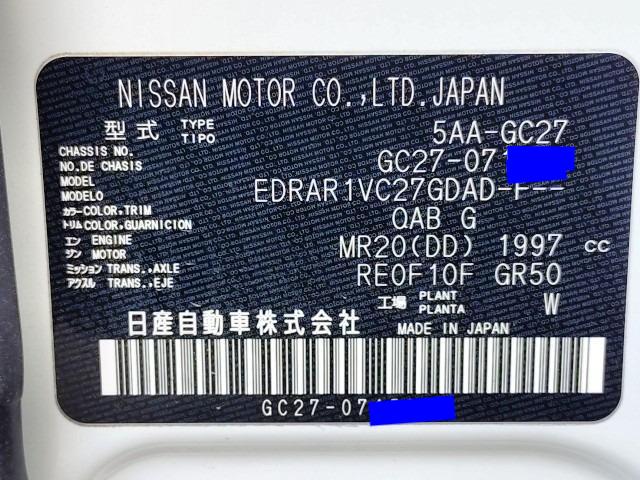 NISSAN MOTOR CO.,LTD.JAPAN
型式 TYPE TIPO 5AA-GC27
CHASSIS NO. NO.DE CHASIS GC27-07
MODEL MODELO EDRAR1VC27GDAD-F--
カラー COLOR,TRIM トリム COLOR,GUARNICION QAB G
エンジン ENGINE MOTOR MR20(DD) 1997 cc
ミッション TRANS.,AXLE アクスル TRANS.,EJE RE0F10F GR50
工場 PLANT PLANTA W
日産自動車株式会社 MADE IN JAPAN
GC27-07